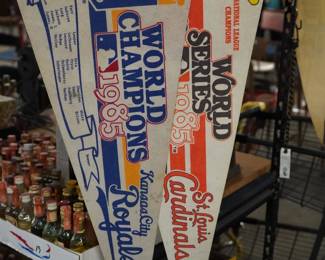 WORLD
CHAMPIONS
1985
Kansas City
Royals
NATIONAL LEAGUE
CHAMPIONS
WORLD
SERIES
1985
St. Louis
Cardinals